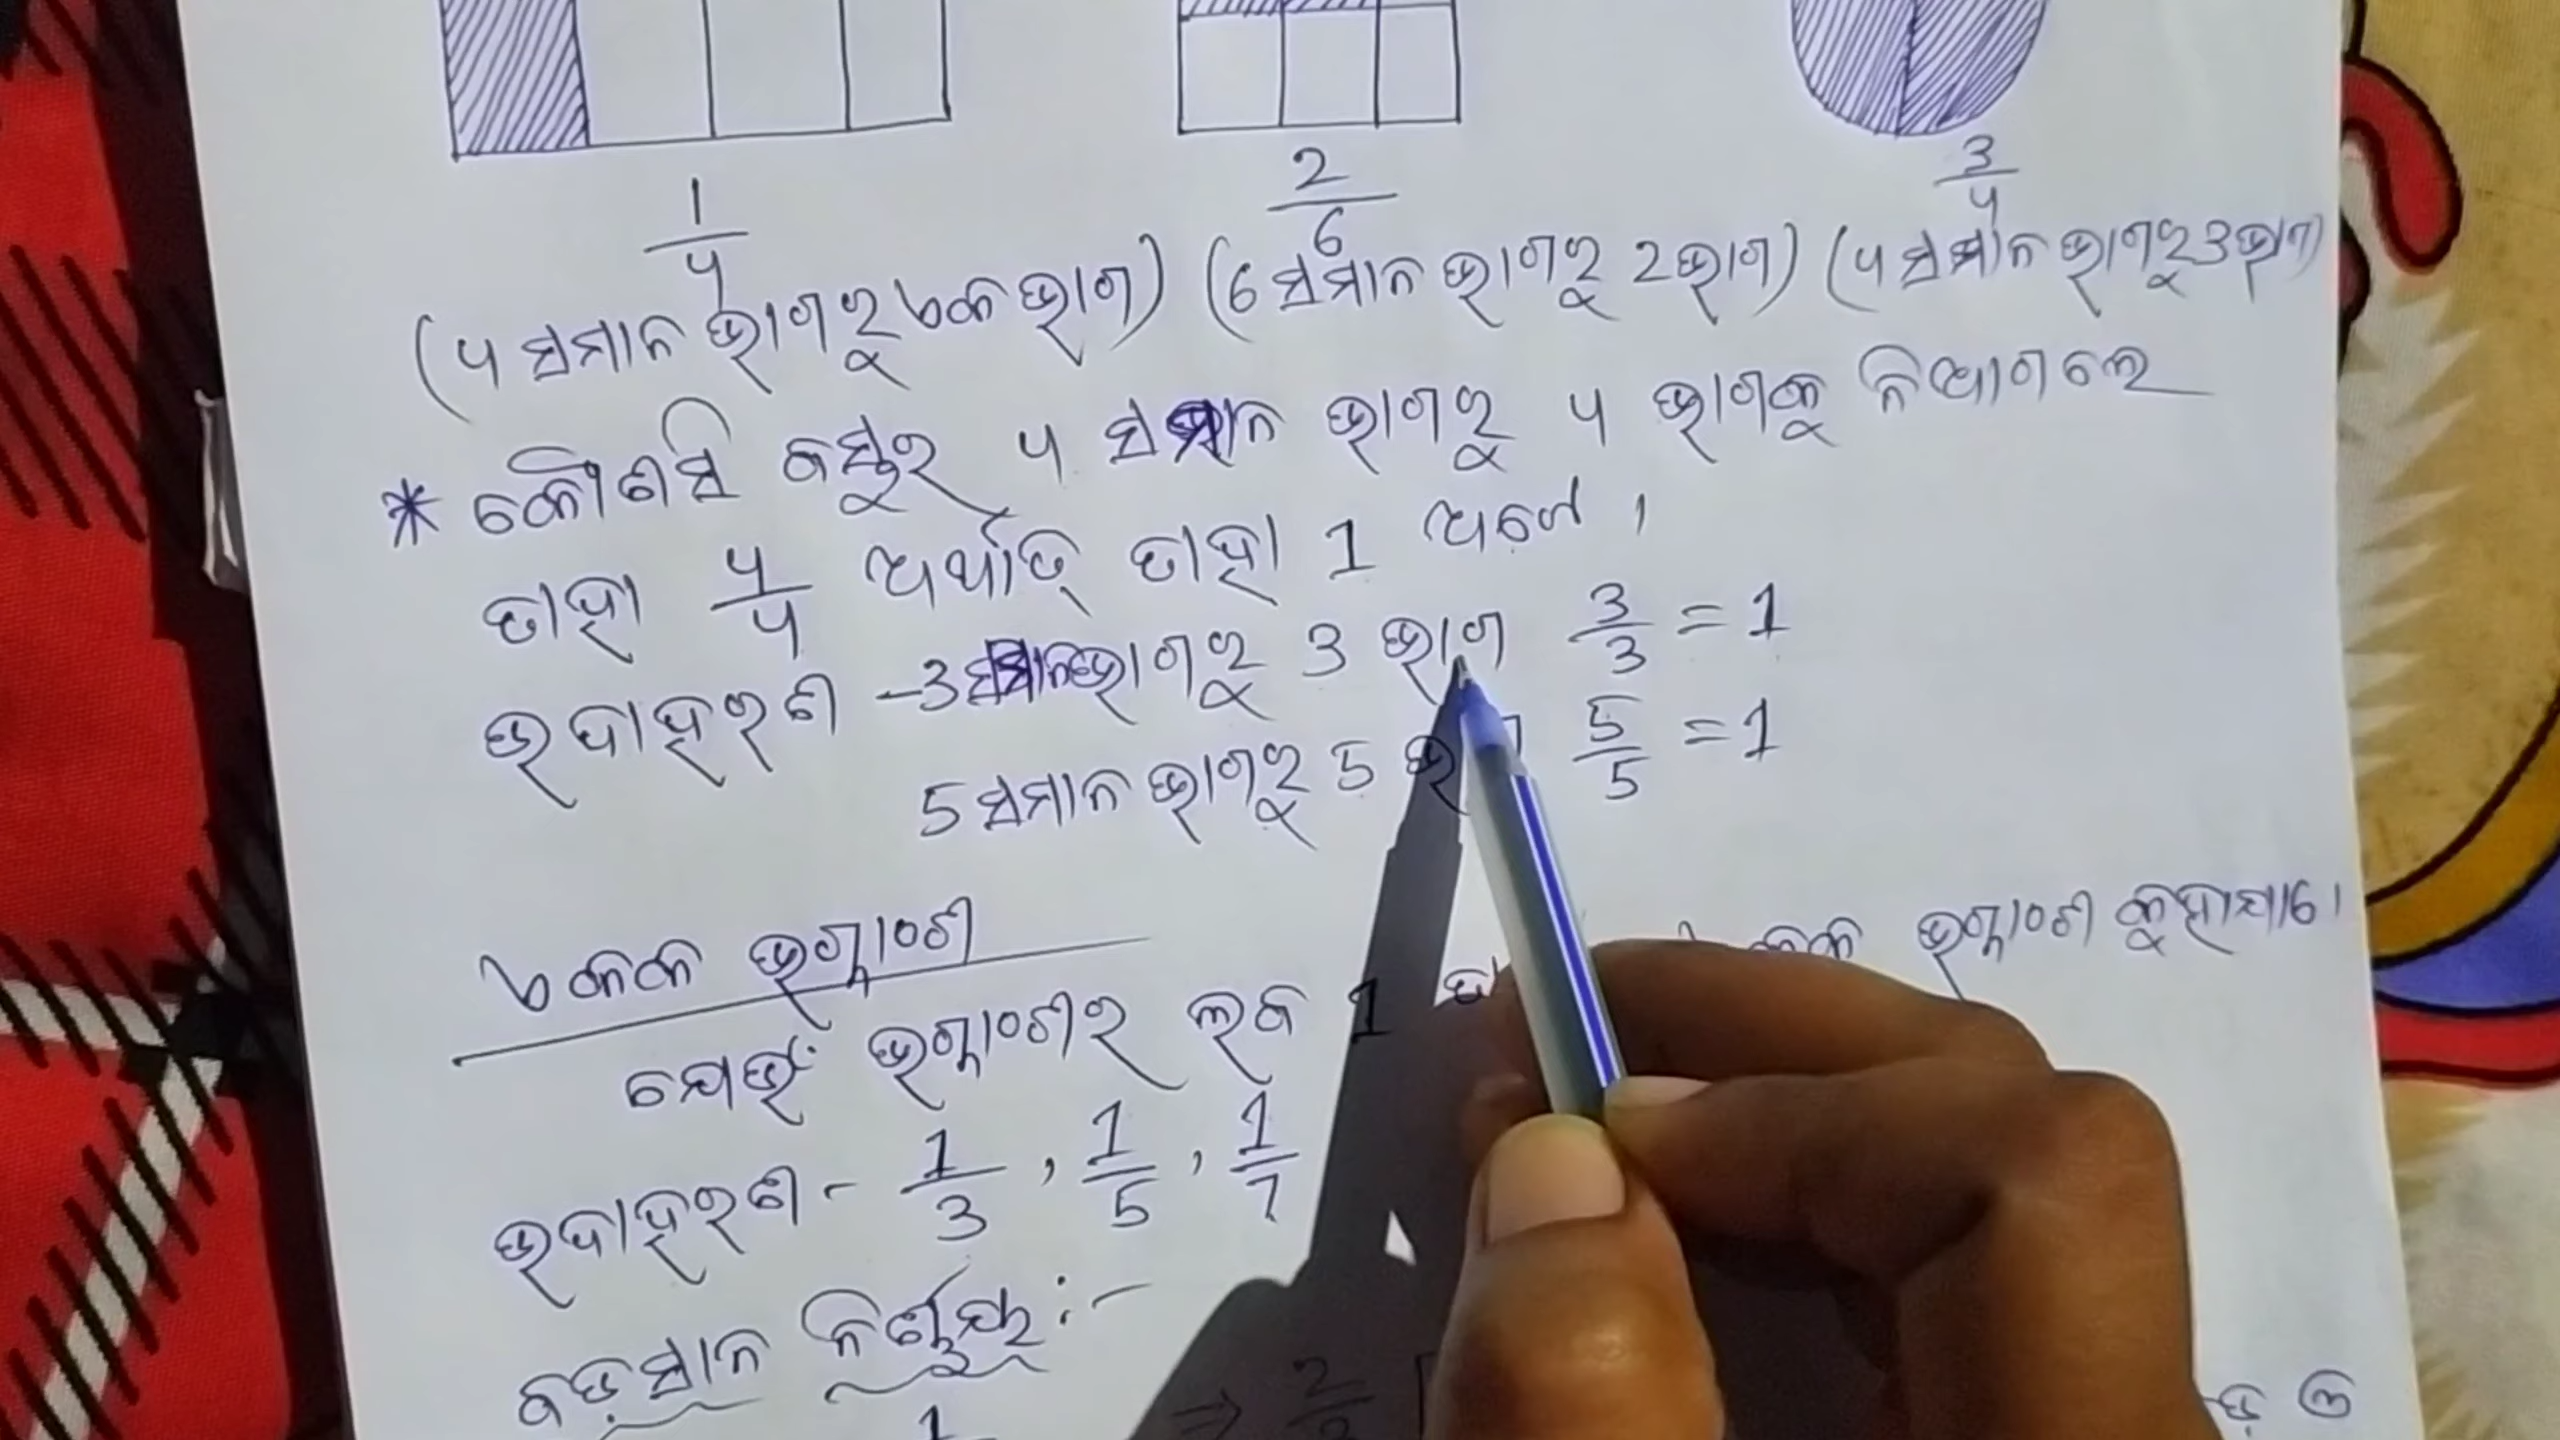 1/4 2/6 3/4
(4 ସମାନ ଭାଗରୁ ଏକ ଭାଗ) (6 ସମାନ ଭାଗରୁ 2 ଭାଗ) (4 ସମାନ ଭାଗରୁ 3 ଭାଗ)
* କୌଣସି ବସ୍ତୁର 4 ସମାନ ଭାଗରୁ 4 ଭାଗକୁ ନିଆଗଲେ
ତାହା 4/4 ଅର୍ଥାତ୍ ତାହା 1 ଅଟେ ।
ଉଦାହରଣ - 3 ସମାନ ଭାଗରୁ 3 ଭାଗ 3/3 = 1
5 ସମାନ ଭାଗରୁ 5 5/5 = 1
ଏକକ ଭଗ୍ନାଂଶ
ଯେଉଁ ଭଗ୍ନାଂଶର ଲବ 1 ଭଗ୍ନାଂଶ କୁହାଯାଏ ।
ଉଦାହରଣ - 1/3 , 1/5 , 1/7
ବଡ଼ସାନ ନିର୍ଣ୍ଣୟ :-
1 ⇒